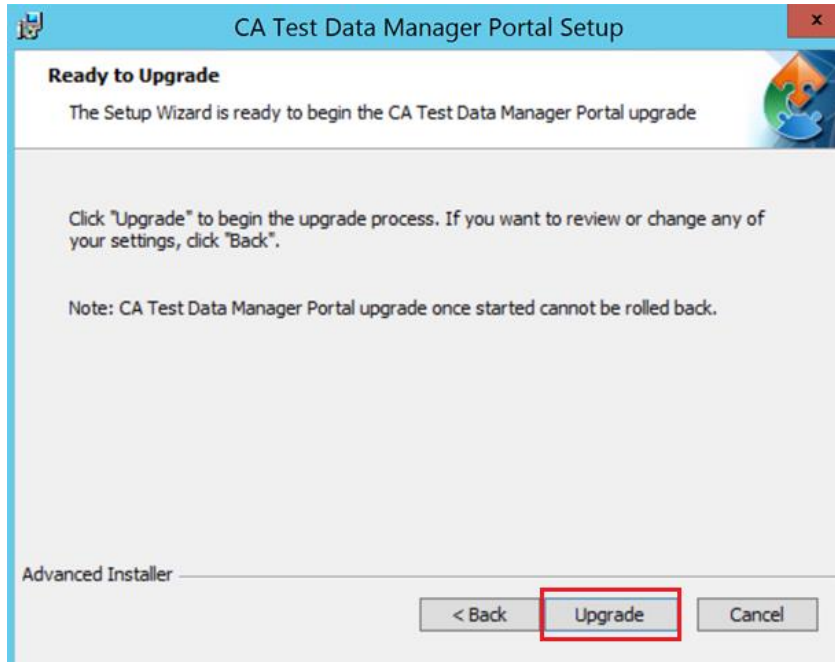 CA Test Data Manager Portal Setup
x
Ready to Upgrade
The Setup Wizard is ready to begin the CA Test Data Manager Portal upgrade
Click "Upgrade" to begin the upgrade process. If you want to review or change any of
your settings, click "Back".
Note: CA Test Data Manager Portal upgrade once started cannot be rolled back.
Advanced Installer
< Back
Upgrade
Cancel